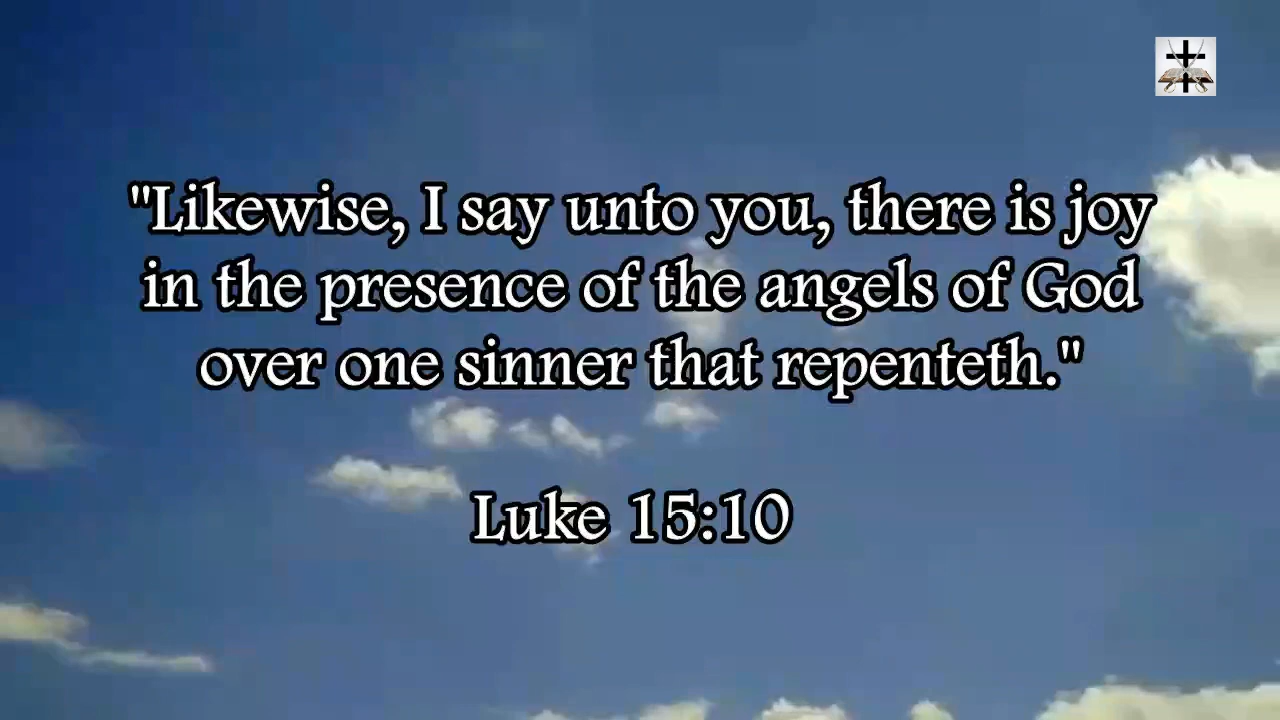 "Likewise, I say unto you, there is joy
in the presence of the angels of God
over one sinner that repenteth."
Luke 15:10